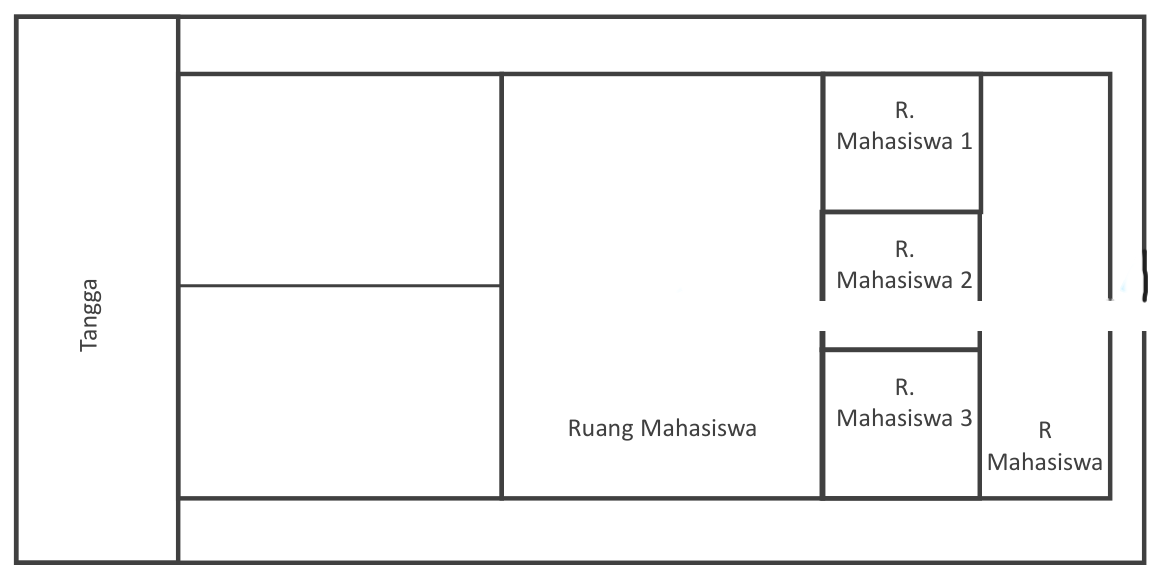 Tangga
Ruang Mahasiswa
R.
Mahasiswa 1
R.
Mahasiswa 2
R.
Mahasiswa 3
R
Mahasiswa